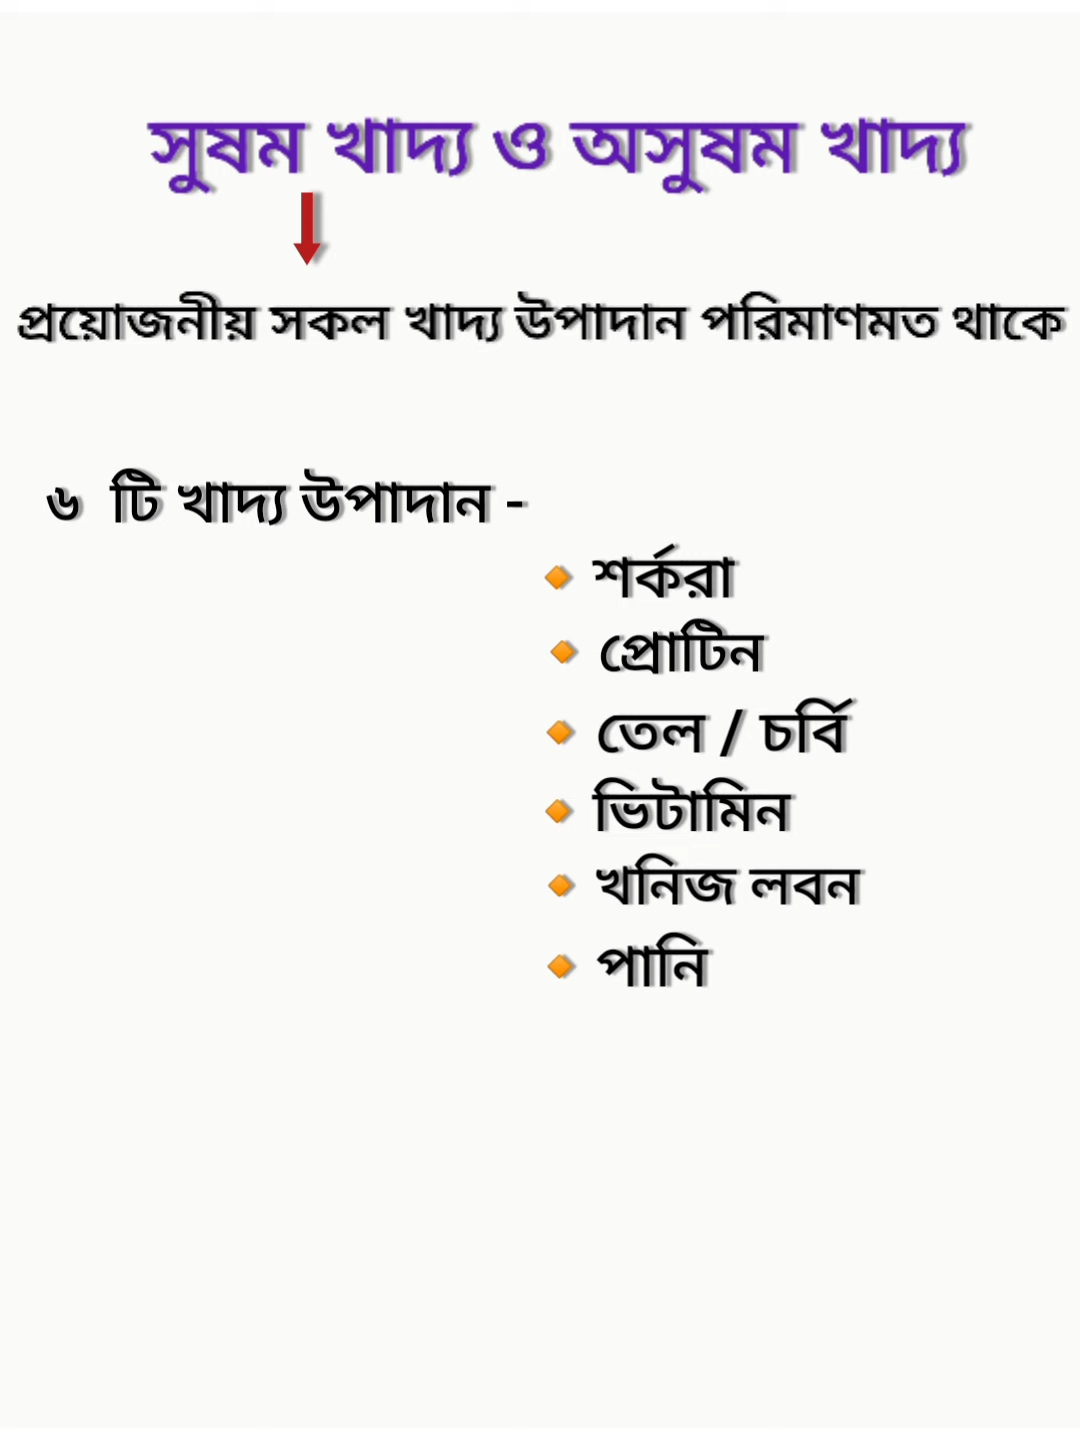 সুষম খাদ্য ও অসুষম খাদ্য
প্রয়োজনীয় সকল খাদ্য উপাদান পরিমাণমত থাকে
৬ টি খাদ্য উপাদান -
🔸 শর্করা
🔸 প্রোটিন
🔸 তেল / চর্বি
🔸 ভিটামিন
🔸 খনিজ লবন
🔸 পানি